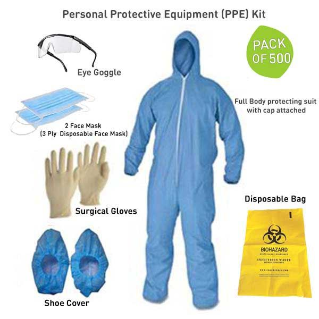 Personal Protective Equipment (PPE) Kit
PACK
OF 500
Eye Goggle
Full Body protecting suit
with cap attached
2 Face Mask
(3 Ply Disposable Face Mask)
Surgical Gloves
Disposable Bag
BIOHAZARD
Shoe Cover